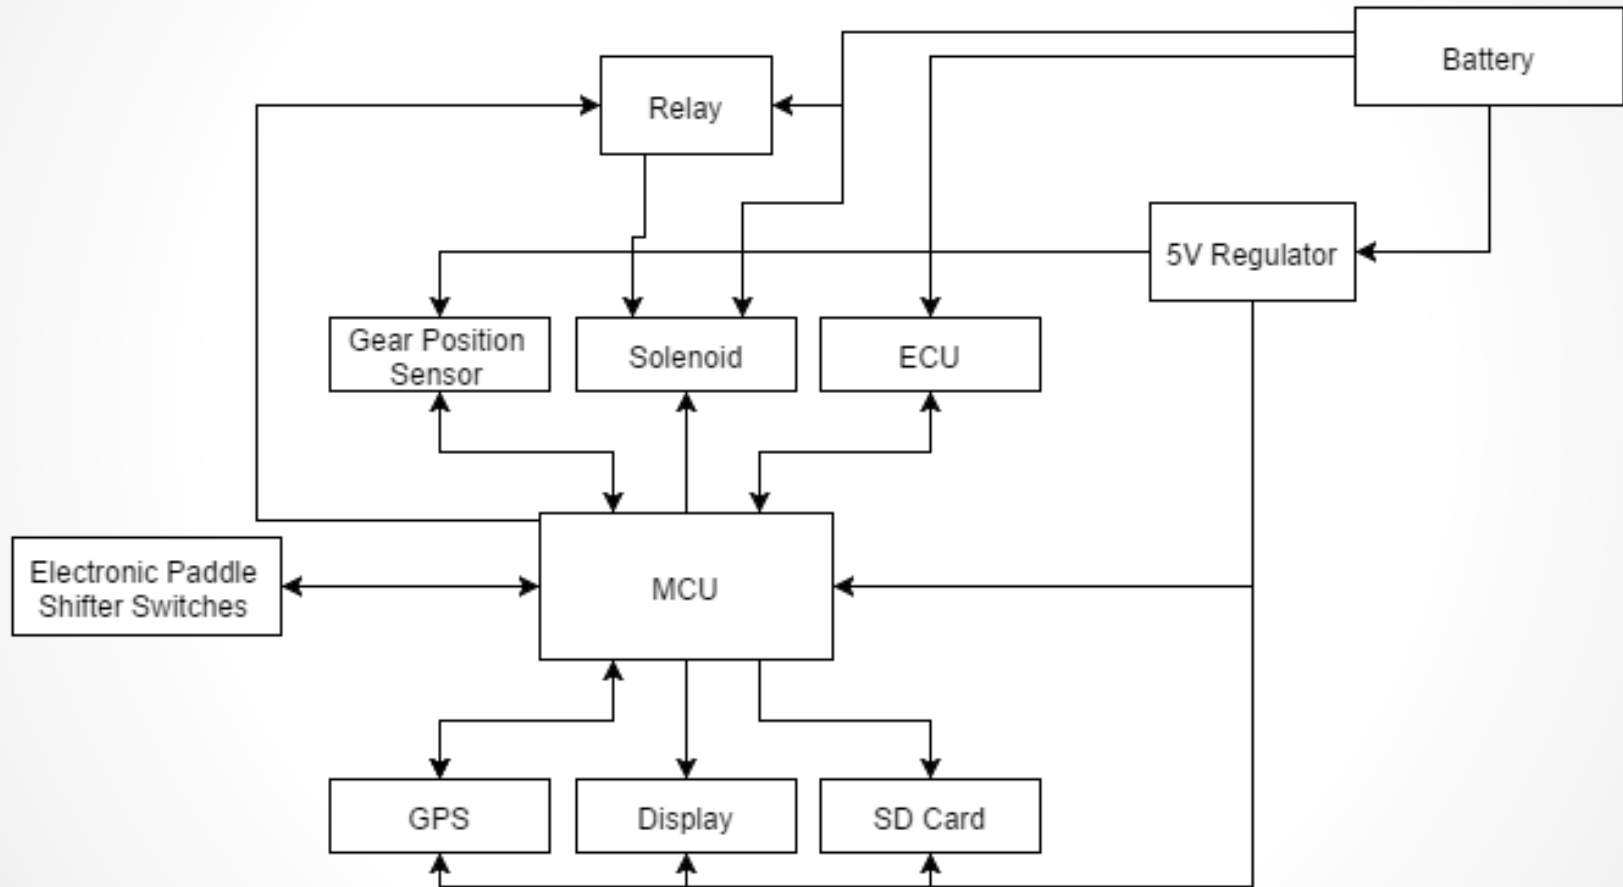 Battery
Relay
5V Regulator
Gear Position
Sensor
Solenoid
ECU
Electronic Paddle
Shifter Switches
MCU
GPS
Display
SD Card